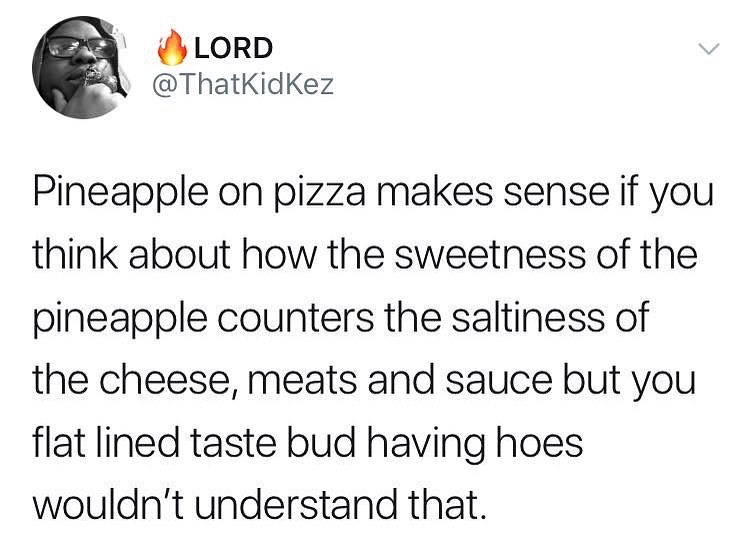 🔥LORD
@ThatKidKez
Pineapple on pizza makes sense if you
think about how the sweetness of the
pineapple counters the saltiness of
the cheese, meats and sauce but you
flat lined taste bud having hoes
wouldn't understand that.